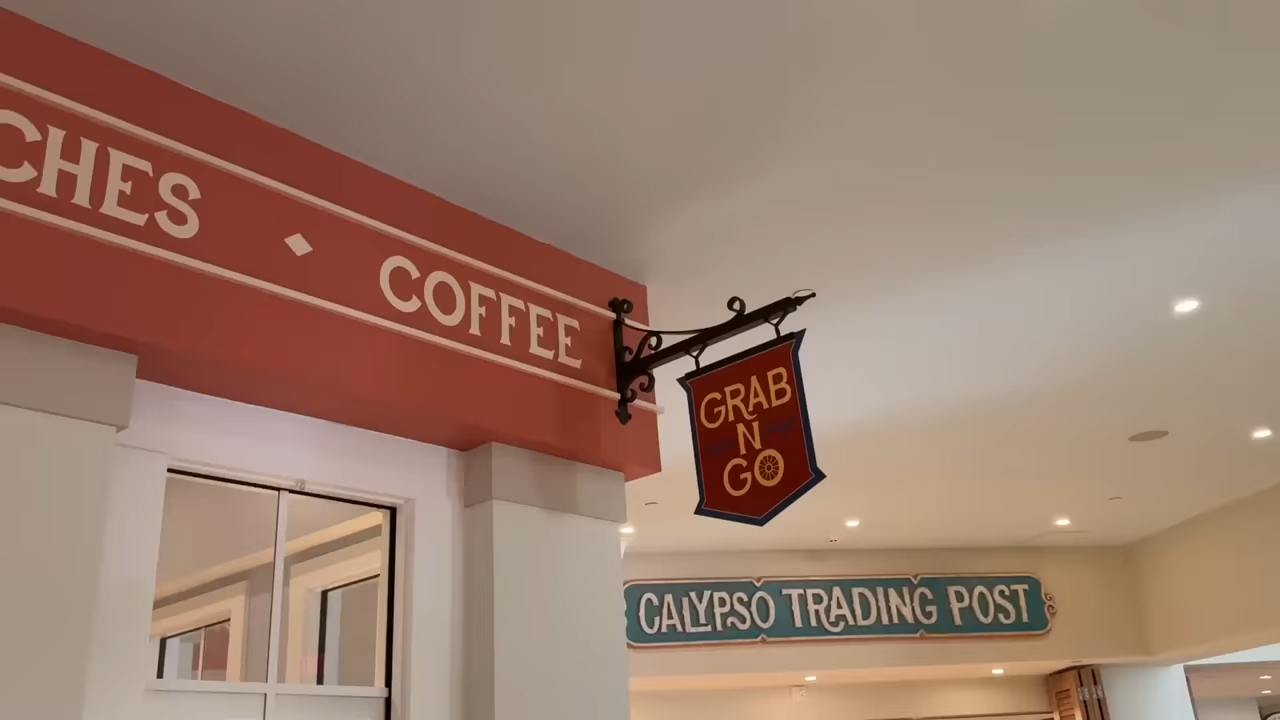 CHES ◆ COFFEE
GRAB
N
GO
CALYPSO TRADING POST